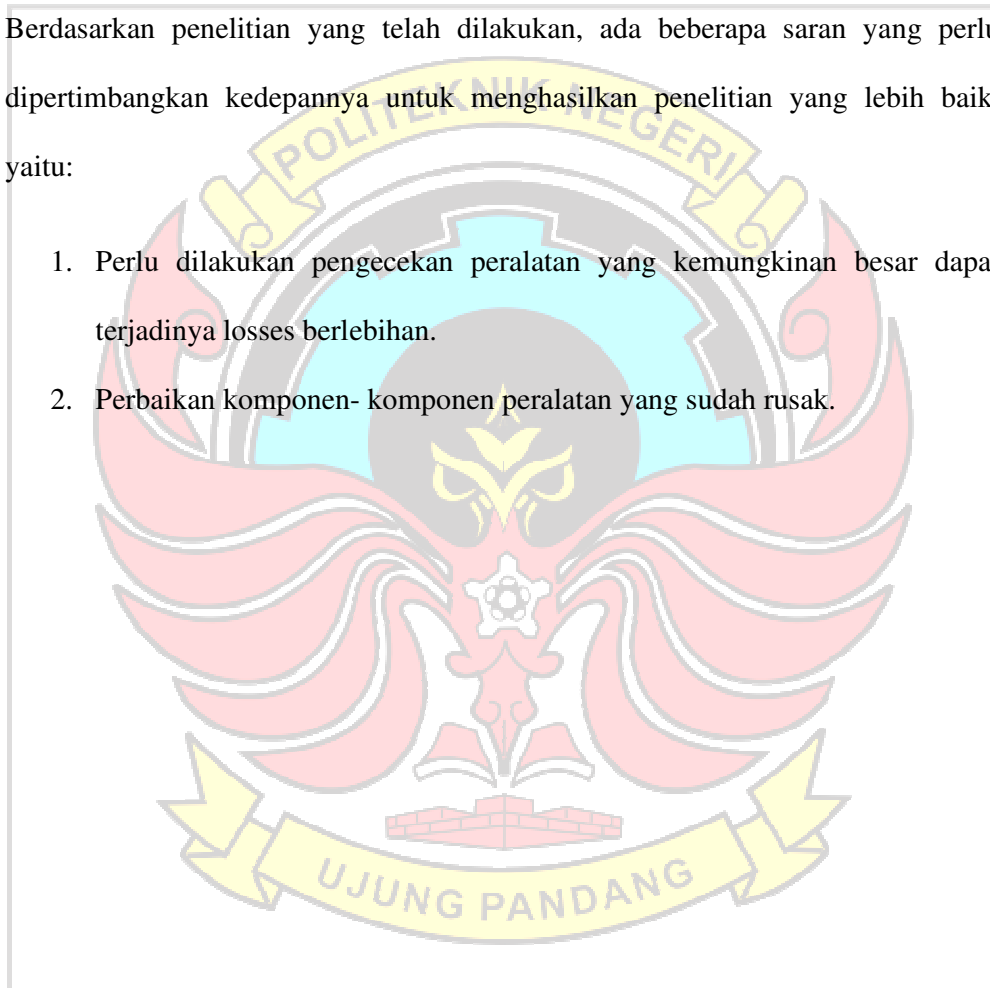 Berdasarkan penelitian yang telah dilakukan, ada beberapa saran yang perlu
dipertimbangkan kedepannya untuk menghasilkan penelitian yang lebih baik
yaitu:
1. Perlu dilakukan pengecekan peralatan yang kemungkinan besar dapa
terjadinya losses berlebihan.
2. Perbaikan komponen- komponen peralatan yang sudah rusak.
POLITEKNIK NEGERI
UJUNG PANDANG